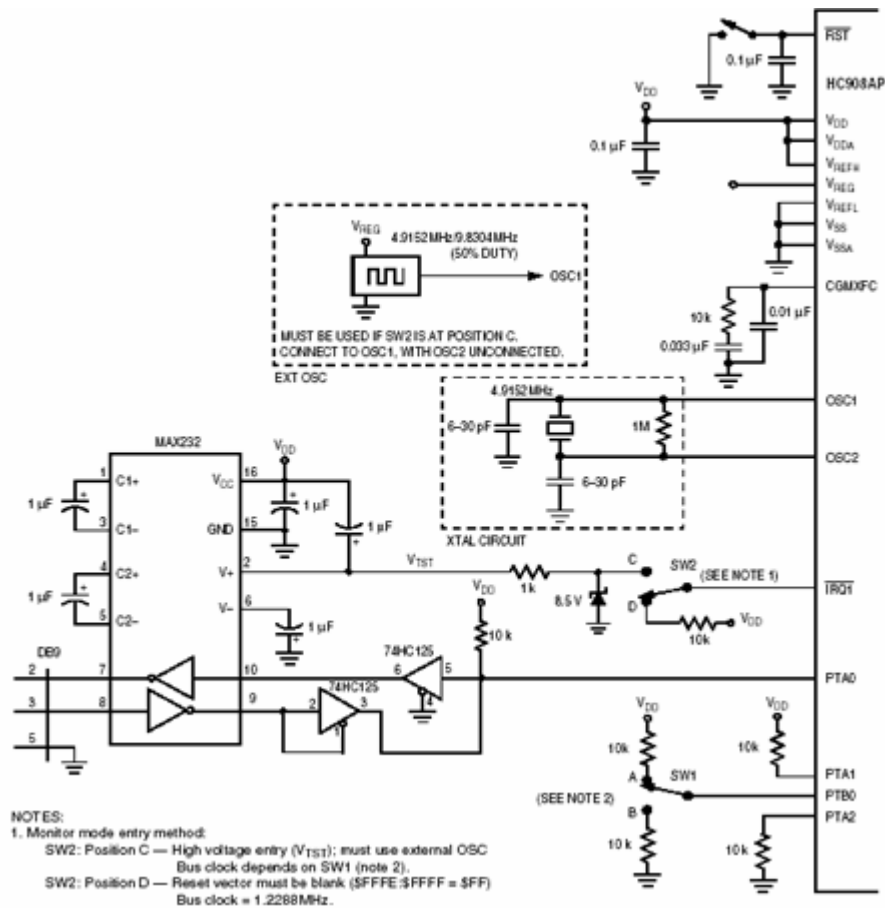 RST
0.1 µF
HC908AP
VDD
VDD
VDDA
0.1 µF
VREFH
VREG
VREFL
VSS
VSSA
VREG
4.9152MHz/9.8304MHz
(50% DUTY)
OSC1
MUST BE USED IF SW2 IS AT POSITION C.
CONNECT TO OSC1, WITH OSC2 UNCONNECTED.
EXT OSC
CGMXFC
10k
0.01 µF
0.033 µF
4.9152MHz
OSC1
6–30 pF
1M
OSC2
6–30 pF
XTAL CIRCUIT
MAX232
VDD
1
C1+
VCC
16
1 µF
1 µF
3
C1–
GND
15
1 µF
4
C2+
V+
2
VTST
1k
C
SW2
(SEE NOTE 1)
IRQ1
1 µF
8.5 V
D
VDD
10k
5
C2–
V–
6
1 µF
VDD
10k
DB9
74HC125
2
7
10
6
5
4
PTA0
74HC125
3
8
9
2
3
1
5
VDD
VDD
10k
10k
A
SW1
PTA1
(SEE NOTE 2)
PTB0
B
PTA2
10k
10k
NOTES:
1. Monitor mode entry method:
SW2: Position C — High voltage entry (VTST); must use external OSC
Bus clock depends on SW1 (note 2).
SW2: Position D — Reset vector must be blank ($FFFE:$FFFF = $FF)
Bus clock = 1.2288MHz.